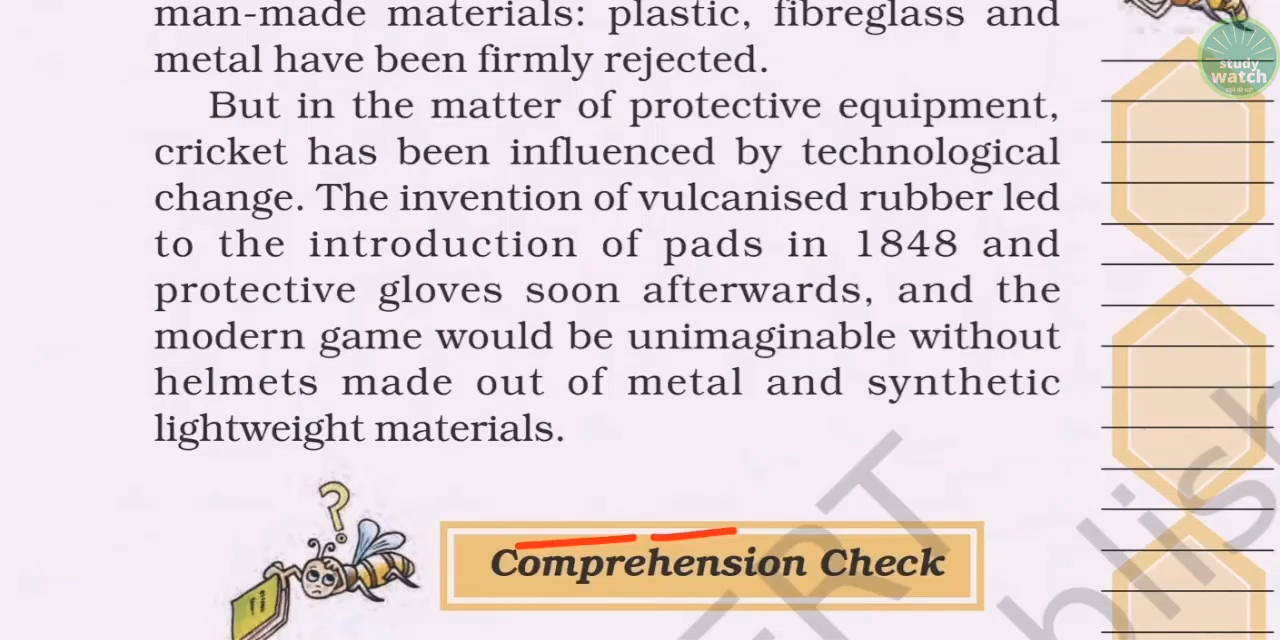 man-made materials: plastic, fibreglass and
metal have been firmly rejected.
But in the matter of protective equipment,
cricket has been influenced by technological
change. The invention of vulcanised rubber led
to the introduction of pads in 1848 and
protective gloves soon afterwards, and the
modern game would be unimaginable without
helmets made out of metal and synthetic
lightweight materials.
?
Comprehension Check
study
watch